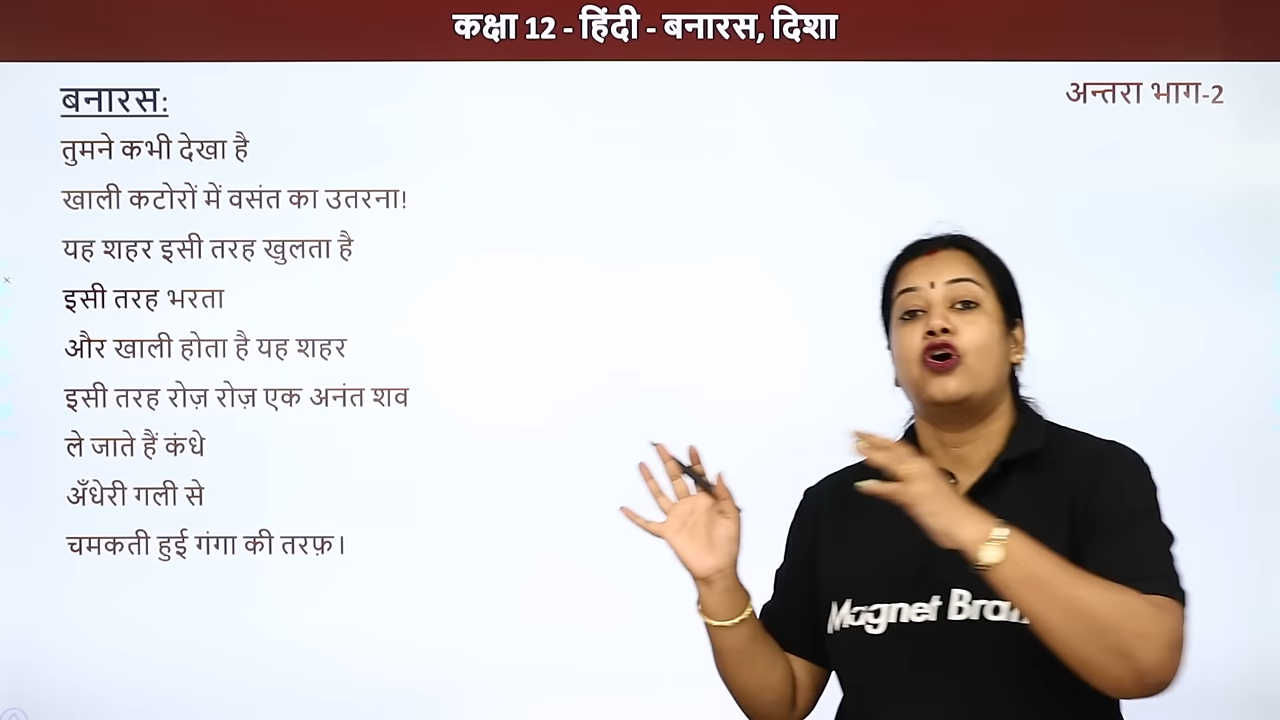 कक्षा 12 - हिंदी - बनारस, दिशा
बनारस:
अन्तरा भाग-2
तुमने कभी देखा है
खाली कटोरों में वसंत का उतरना!
यह शहर इसी तरह खुलता है
इसी तरह भरता
और खाली होता है यह शहर
इसी तरह रोज़ रोज़ एक अनंत शव
ले जाते हैं कंधे
अँधेरी गली से
चमकती हुई गंगा की तरफ़।
Magnet